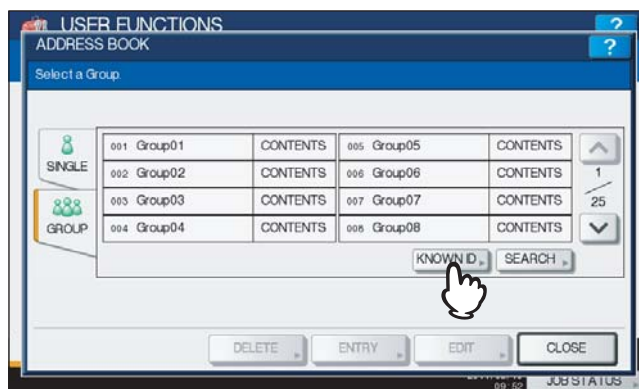 USER FUNCTIONS ?
ADDRESS BOOK ?
Select a Group.
SINGLE
GROUP
001 Group01 CONTENTS 005 Group05 CONTENTS
002 Group02 CONTENTS 006 Group06 CONTENTS
003 Group03 CONTENTS 007 Group07 CONTENTS
004 Group04 CONTENTS 008 Group08 CONTENTS
1
25
KNOWN ID SEARCH
DELETE ENTRY EDIT CLOSE
09:52 JOB STATUS